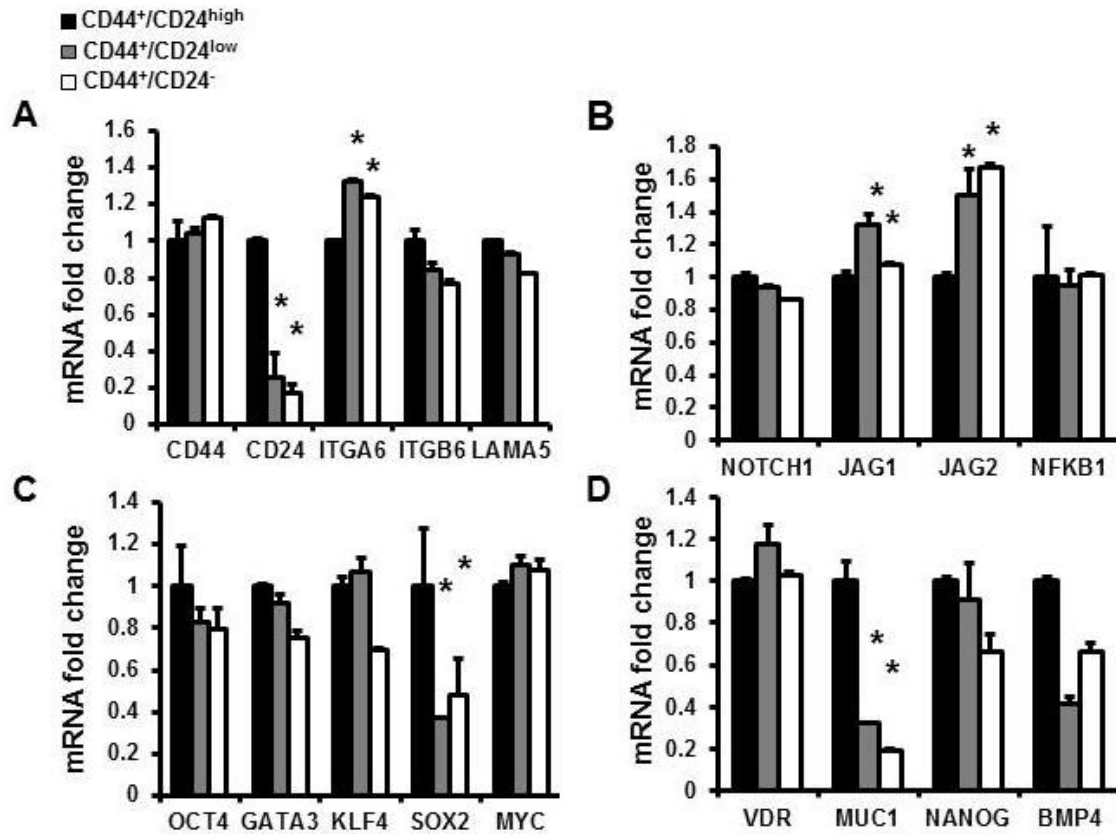 CD44⁺/CD24ʰⁱᵍʰ
CD44⁺/CD24ˡᵒʷ
CD44⁺/CD24⁻
A
mRNA fold change
1.6
1.4
1.2
1
0.8
0.6
0.4
0.2
0
* *
* *
CD44 CD24 ITGA6 ITGB6 LAMA5
B
mRNA fold change
1.8
1.6
1.4
1.2
1
0.8
0.6
0.4
0.2
0
* *
* *
NOTCH1 JAG1 JAG2 NFKB1
C
mRNA fold change
1.4
1.2
1
0.8
0.6
0.4
0.2
0
* *
OCT4 GATA3 KLF4 SOX2 MYC
D
mRNA fold change
1.4
1.2
1
0.8
0.6
0.4
0.2
0
* *
VDR MUC1 NANOG BMP4